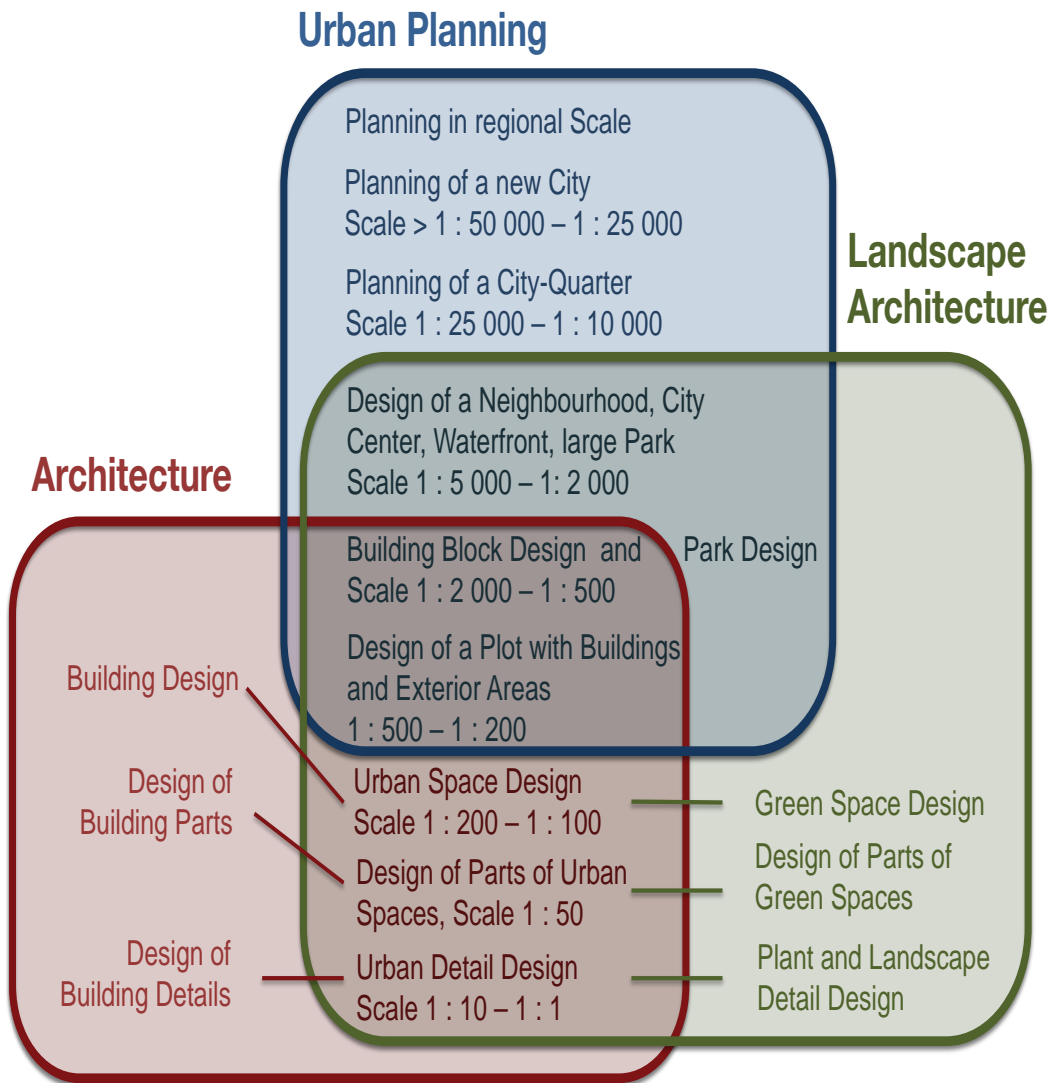 Urban Planning
Planning in regional Scale
Planning of a new City
Scale > 1 : 50 000 – 1 : 25 000
Planning of a City-Quarter
Scale 1 : 25 000 – 1 : 10 000
Landscape
Architecture
Design of a Neighbourhood, City
Center, Waterfront, large Park
Scale 1 : 5 000 – 1: 2 000
Architecture
Building Block Design and Park Design
Scale 1 : 2 000 – 1 : 500
Design of a Plot with Buildings
and Exterior Areas
1 : 500 – 1 : 200
Building Design
Urban Space Design
Scale 1 : 200 – 1 : 100
Green Space Design
Design of
Building Parts
Design of Parts of Urban
Spaces, Scale 1 : 50
Design of Parts of
Green Spaces
Design of
Building Details
Urban Detail Design
Scale 1 : 10 – 1 : 1
Plant and Landscape
Detail Design